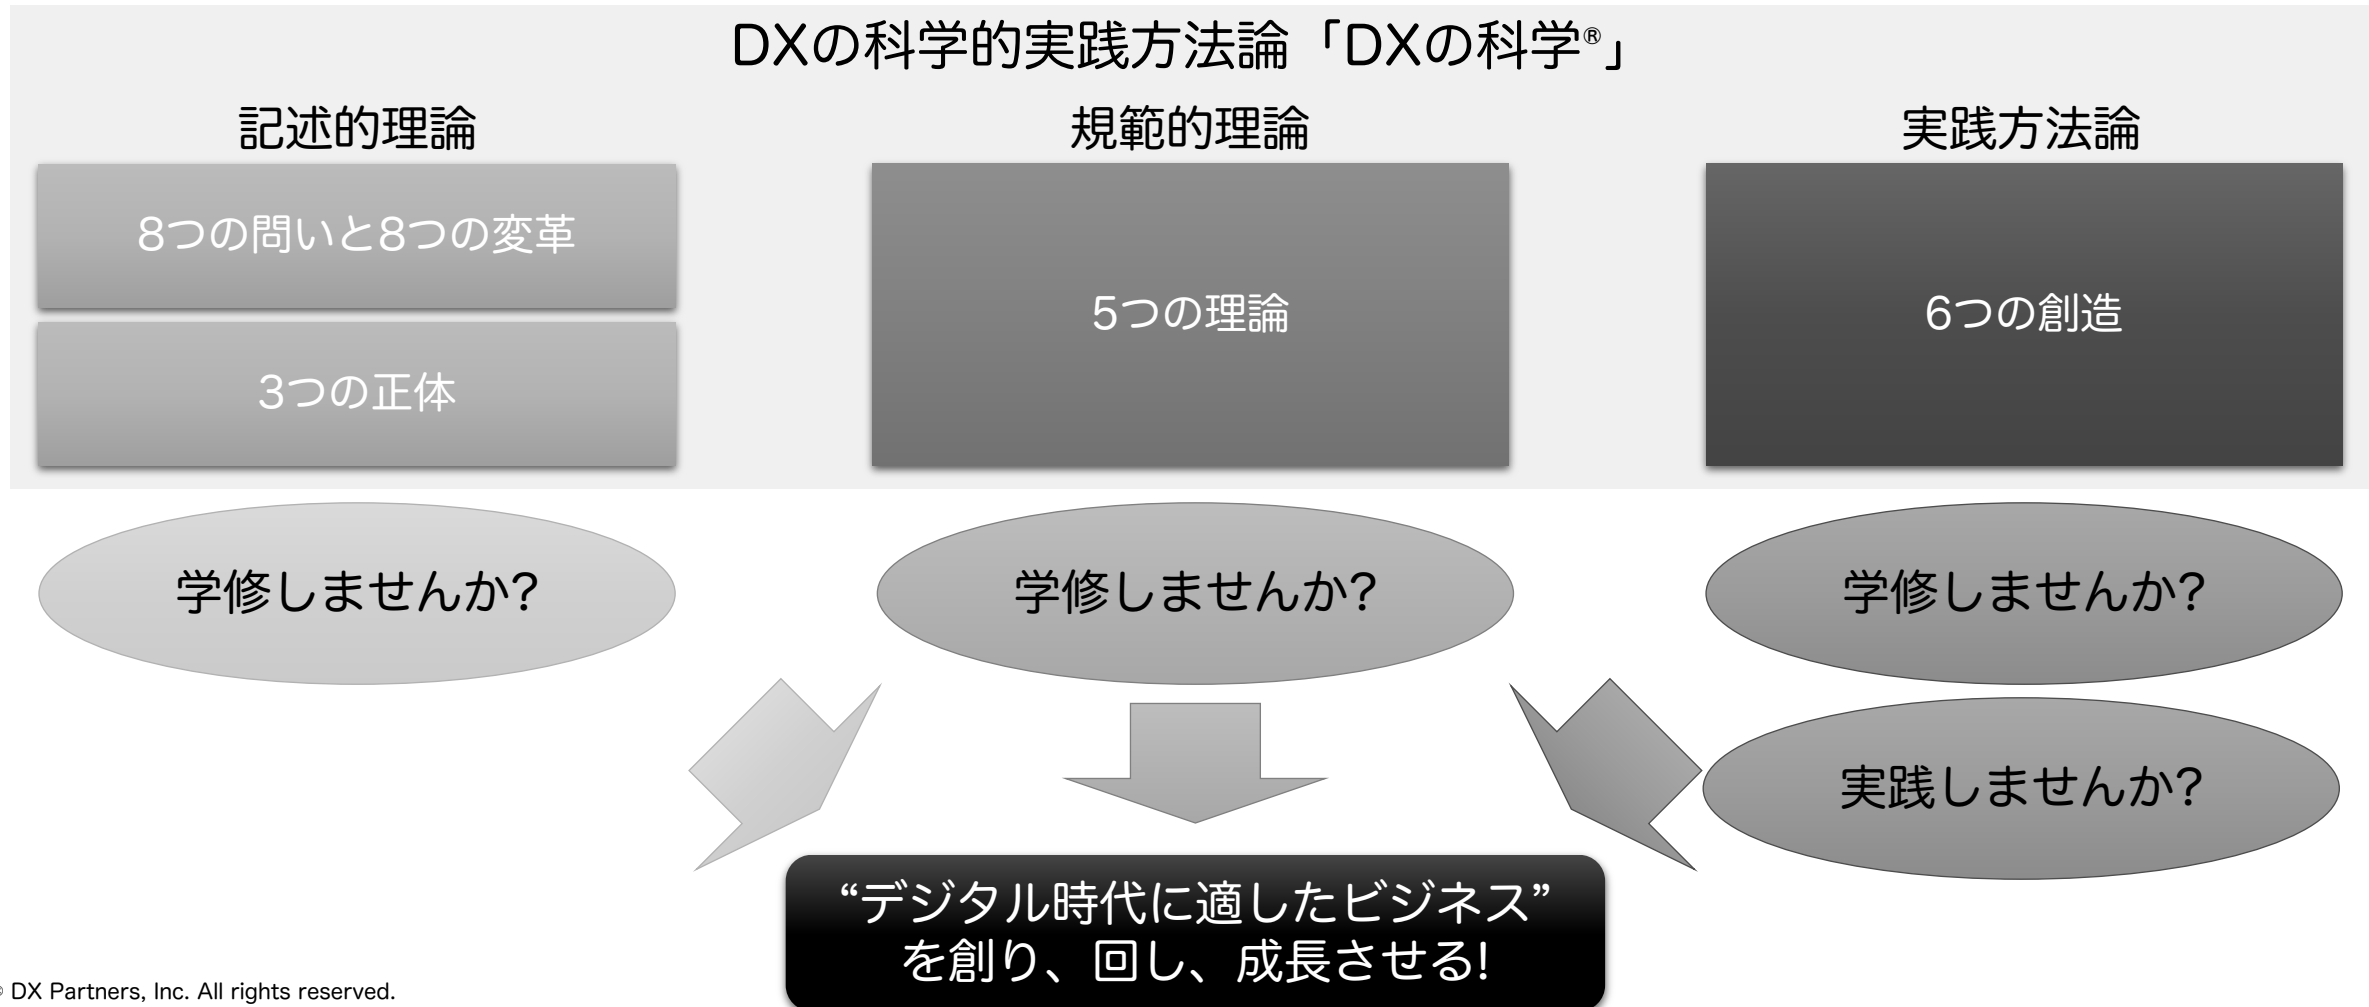 DXの科学的実践方法論「DXの科学®」
記述的理論
8つの問いと8つの変革
3つの正体
学修しませんか?
規範的理論
5つの理論
学修しませんか?
実践方法論
6つの創造
学修しませんか?
実践しませんか?
“デジタル時代に適したビジネス”
を創り、回し、成長させる!
© DX Partners, Inc. All rights reserved.